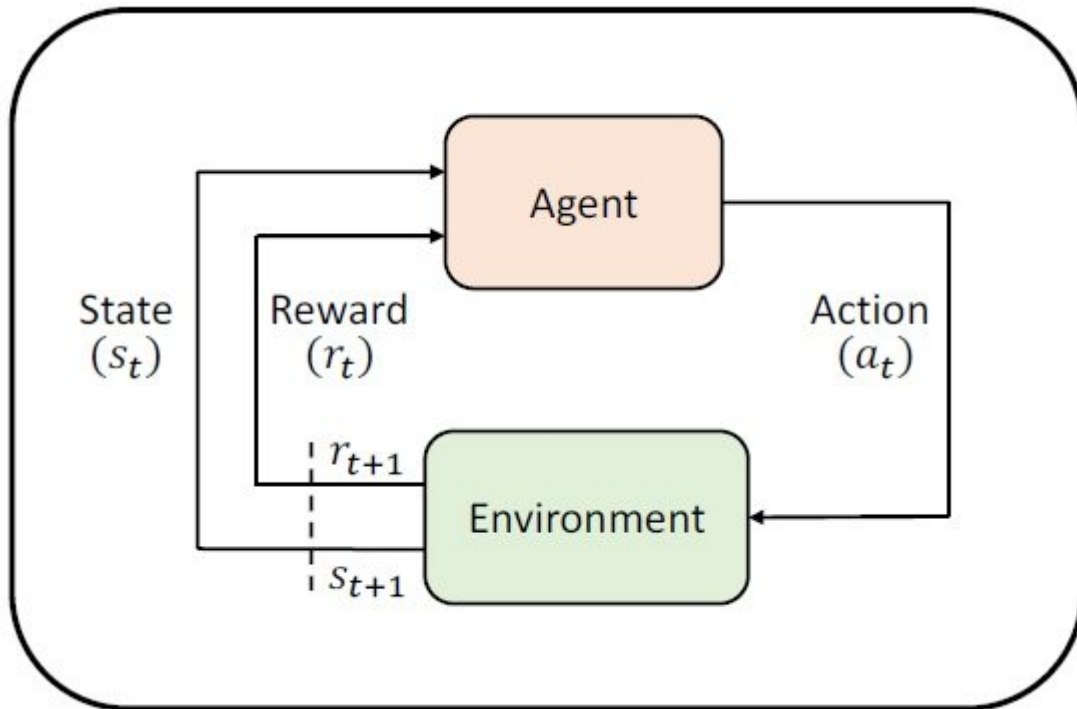 Agent
State
(s_t)
Reward
(r_t)
Action
(a_t)
r_{t+1}
Environment
s_{t+1}